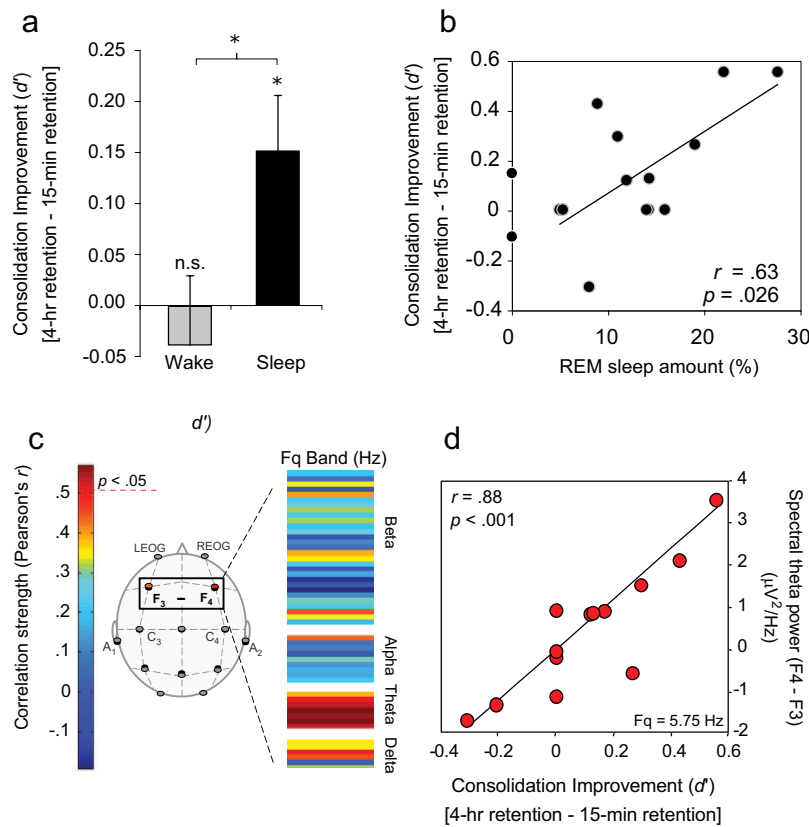 a
Consolidation Improvement (d')
[4-hr retention - 15-min retention]
0.25
0.20
0.15
0.10
0.05
0.00
-0.05
*
*
n.s.
Wake
Sleep
b
Consolidation Improvement (d')
[4-hr retention - 15-min retention]
0.6
0.4
0.2
0
-0.2
-0.4
r = .63
p = .026
0
10
20
30
REM sleep amount (%)
d')
c
Correlation strength (Pearson's r)
p < .05
.5
.4
.3
.2
.1
0
-.1
LEOG
REOG
F3 – F4
C3
C4
A1
A2
Fq Band (Hz)
Beta
Alpha
Theta
Delta
d
r = .88
p < .001
Fq = 5.75 Hz
4
3
2
1
0
-1
-2
Spectral theta power (F4 - F3)
(μV²/Hz)
-0.4
-0.2
0
0.2
0.4
0.6
Consolidation Improvement (d')
[4-hr retention - 15-min retention]